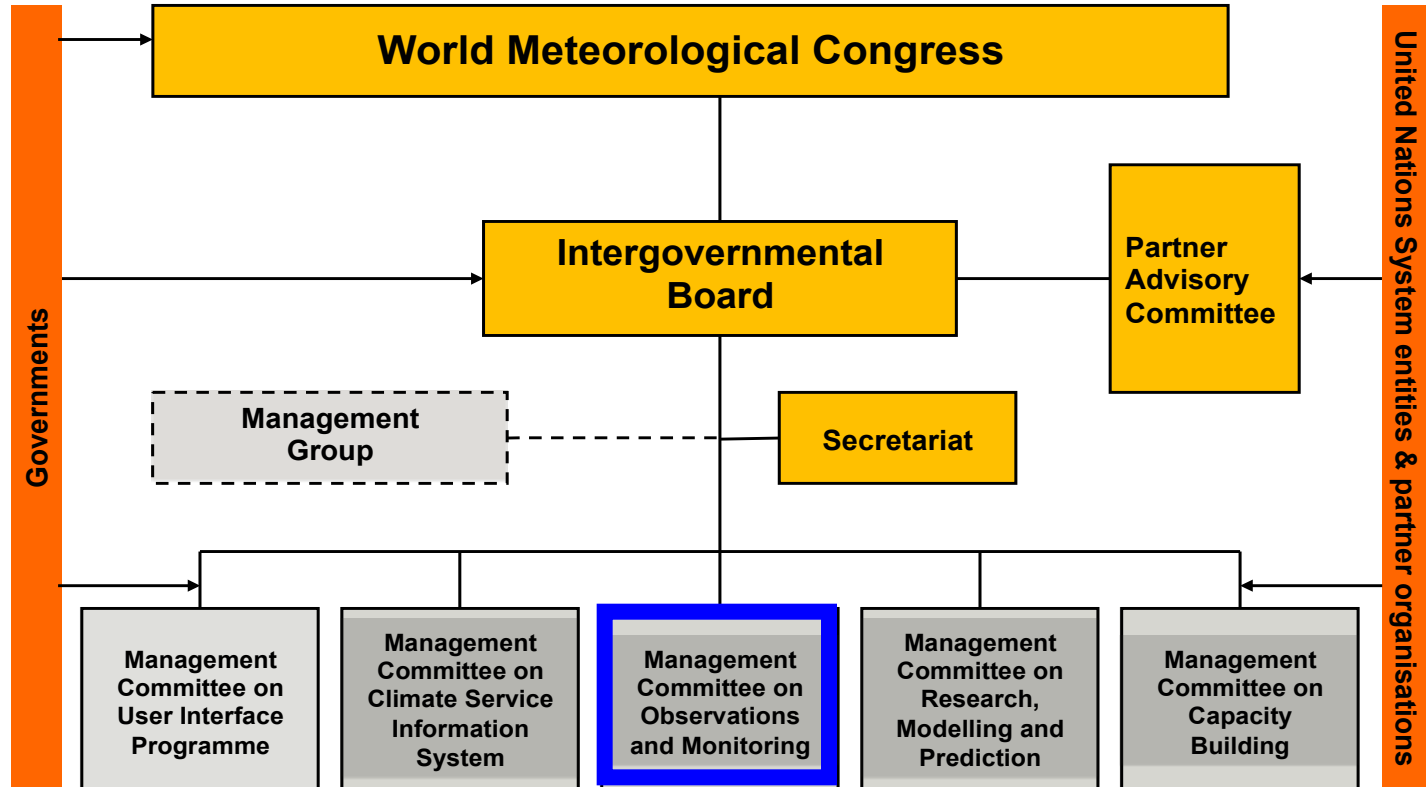 World Meteorological Congress
Governments
United Nations System entities & partner organisations
Intergovernmental
Board
Partner
Advisory
Committee
Management
Group
Secretariat
Management
Committee on
User Interface
Programme
Management
Committee on
Climate Service
Information
System
Management
Committee on
Observations
and Monitoring
Management
Committee on
Research,
Modelling and
Prediction
Management
Committee on
Capacity
Building